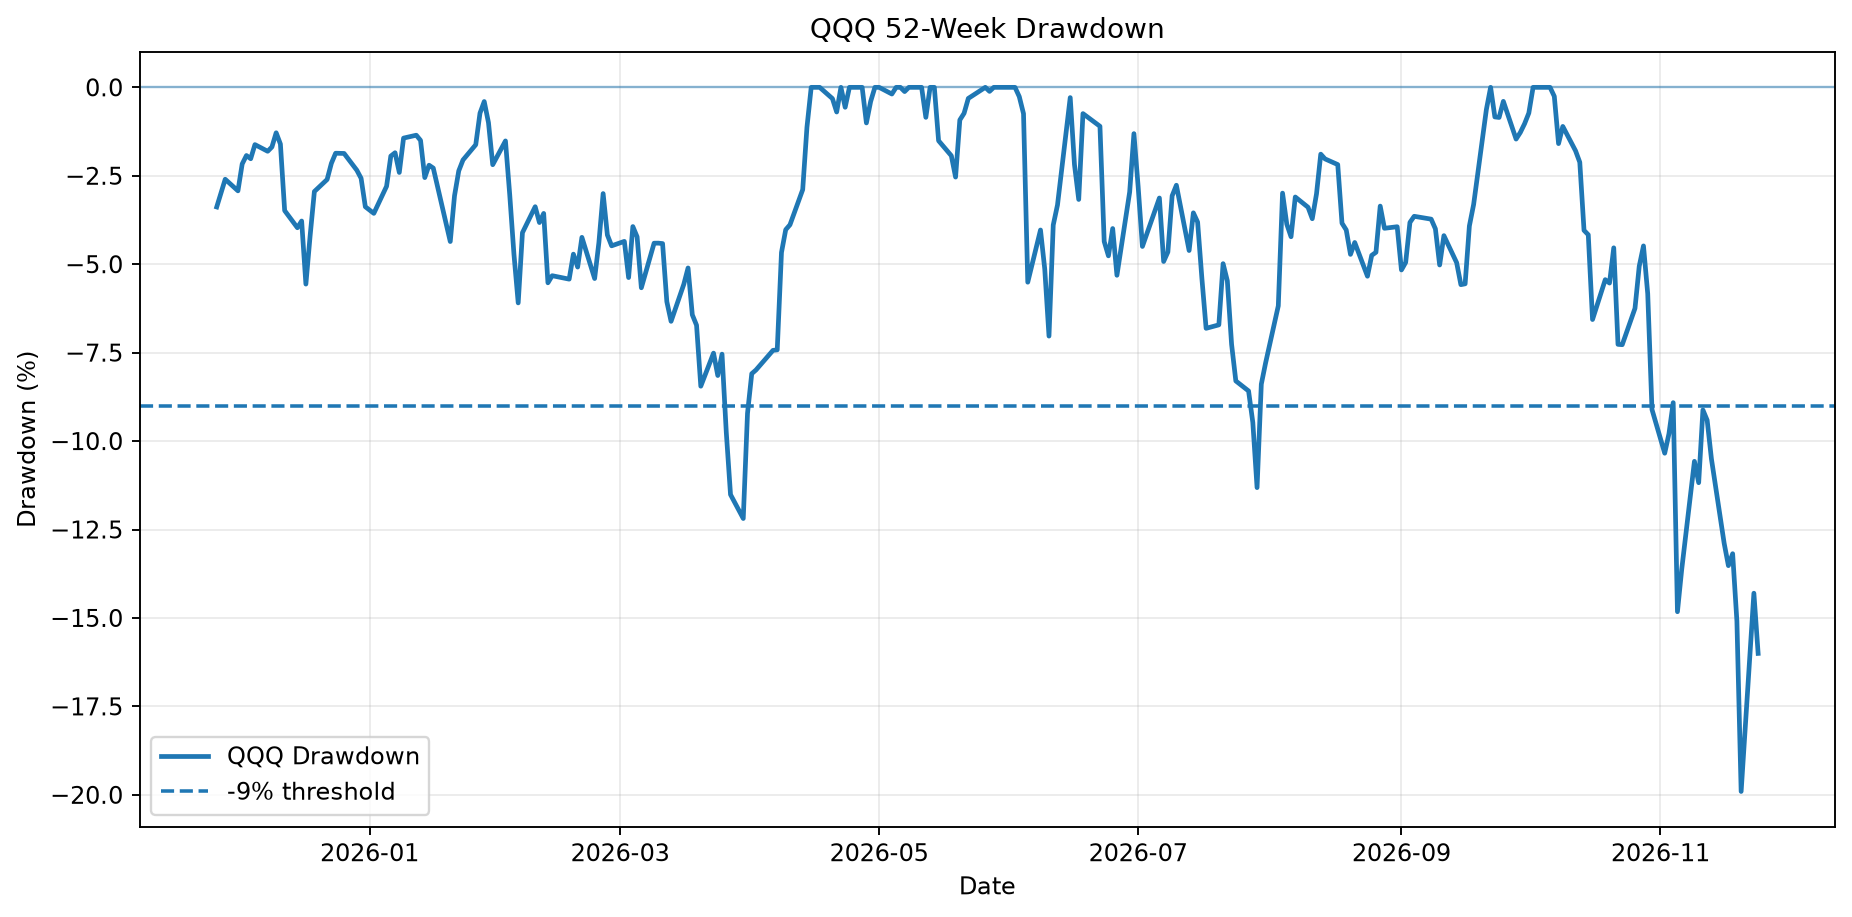 QQQ 52-Week Drawdown
0.0
−2.5
−5.0
−7.5
−10.0
−12.5
−15.0
−17.5
−20.0
Drawdown (%)
QQQ Drawdown
-9% threshold
2026-01 2026-03 2026-05 2026-07 2026-09 2026-11
Date